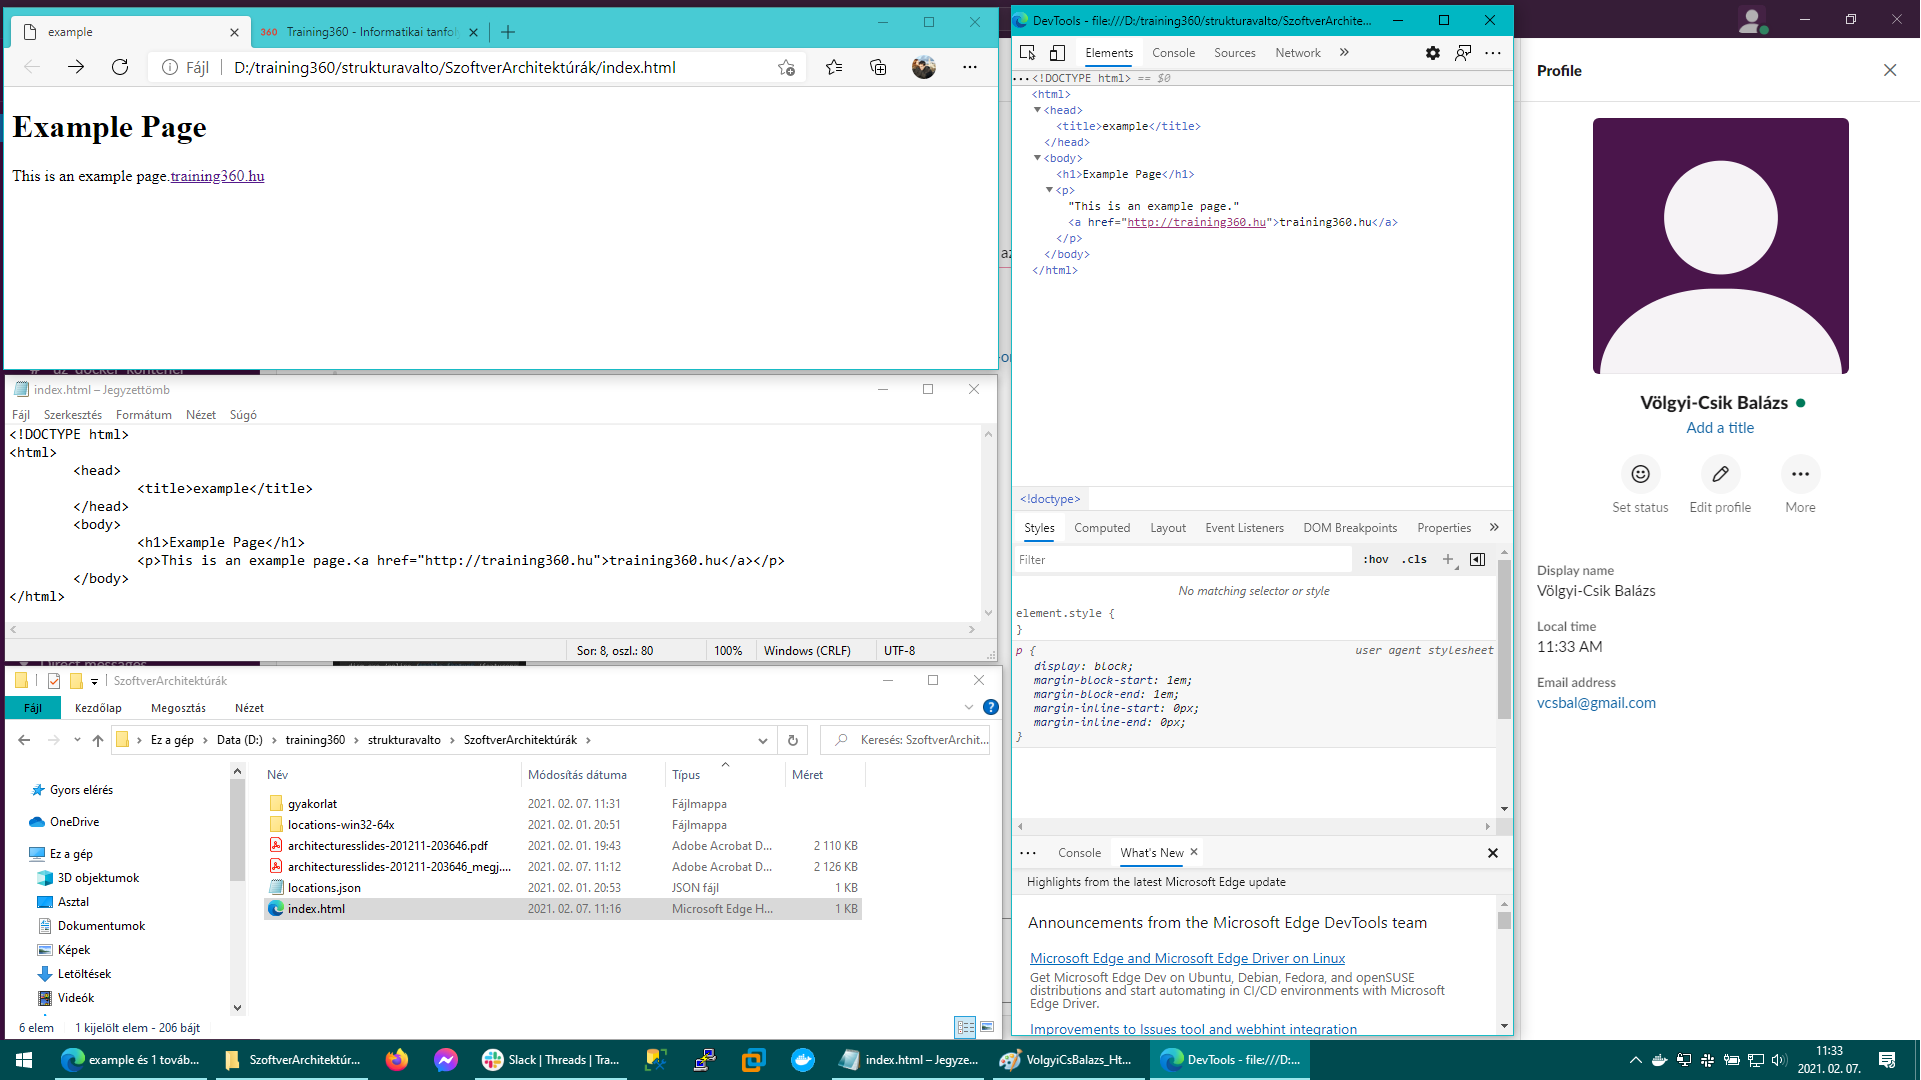 example
360 Training360 - Informatikai tanfol
Fájl
D:/training360/strukturavalto/SzoftverArchitektúrák/index.html
Example Page
This is an example page.training360.hu
index.html – Jegyzettömb
Fájl Szerkesztés Formátum Nézet Súgó
<!DOCTYPE html>
<html>
<head>
<title>example</title>
</head>
<body>
<h1>Example Page</h1>
<p>This is an example page.<a href="http://training360.hu">training360.hu</a></p>
</body>
</html>
Sor: 8, oszl.: 80 100% Windows (CRLF) UTF-8
SzoftverArchitektúrák
Fájl Kezdőlap Megosztás Nézet
Ez a gép Data (D:) training360 strukturavalto SzoftverArchitektúrák
Keresés: SzoftverArchit...
Gyors elérés
OneDrive
Ez a gép
3D objektumok
Asztal
Dokumentumok
Képek
Letöltések
Videók
Név Módosítás dátuma Típus Méret
gyakorlat 2021. 02. 07. 11:31 Fájlmappa
locations-win32-64x 2021. 02. 01. 20:51 Fájlmappa
architecturesslides-201211-203646.pdf 2021. 02. 01. 19:43 Adobe Acrobat D... 2 110 KB
architecturesslides-201211-203646_megj.... 2021. 02. 07. 11:12 Adobe Acrobat D... 2 126 KB
locations.json 2021. 02. 01. 20:53 JSON fájl 1 KB
index.html 2021. 02. 07. 11:16 Microsoft Edge H... 1 KB
6 elem 1 kijelölt elem - 206 bájt
DevTools - file:///D:/training360/strukturavalto/SzoftverArchite...
Elements Console Sources Network
<!DOCTYPE html> == $0
<html>
<head>
<title>example</title>
</head>
<body>
<h1>Example Page</h1>
<p>
"This is an example page."
<a href="http://training360.hu">training360.hu</a>
</p>
</body>
</html>
<!doctype>
Styles Computed Layout Event Listeners DOM Breakpoints Properties
Filter :hov .cls
No matching selector or style
element.style {
}
p { user agent stylesheet
display: block;
margin-block-start: 1em;
margin-block-end: 1em;
margin-inline-start: 0px;
margin-inline-end: 0px;
}
Console What's New
Highlights from the latest Microsoft Edge update
Announcements from the Microsoft Edge DevTools team
Microsoft Edge and Microsoft Edge Driver on Linux
Get Microsoft Edge Dev on Ubuntu, Debian, Fedora, and openSUSE
distributions and start automating in CI/CD environments with Microsoft
Edge Driver.
Improvements to Issues tool and webhint integration
Profile
Völgyi-Csik Balázs
Add a title
Set status Edit profile More
Display name
Völgyi-Csik Balázs
Local time
11:33 AM
Email address
vcsbal@gmail.com
example és 1 továb... SzoftverArchitektúr... Slack | Threads | Tra... index.html – Jegyze... VolgyiCsBalazs_Ht... DevTools - file:///D:...
11:33
2021. 02. 07.